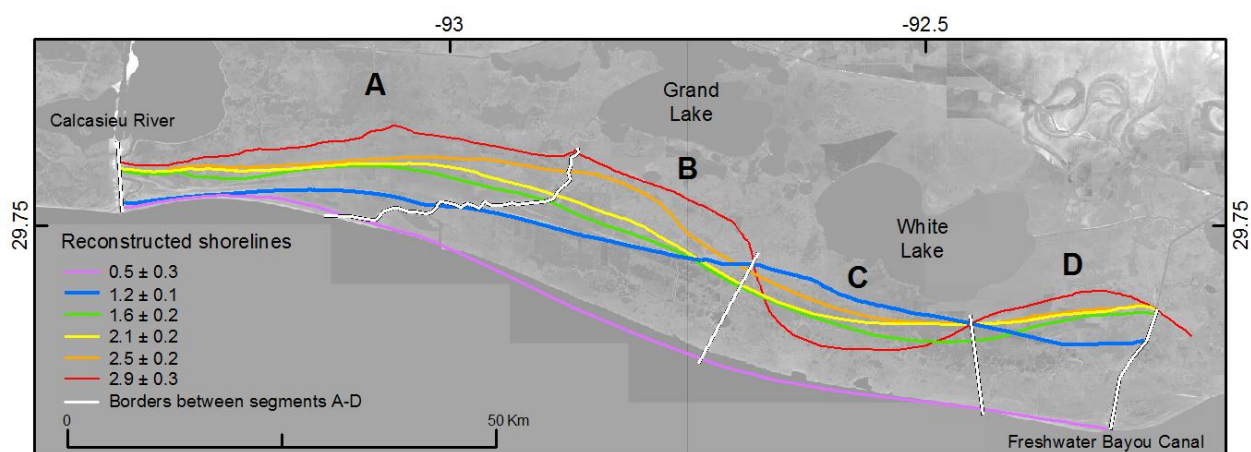 -93
-92.5
A
Grand
Lake
Calcasieu River
B
29.75
29.75
White
Lake
Reconstructed shorelines
C
D
0.5 ± 0.3
1.2 ± 0.1
1.6 ± 0.2
2.1 ± 0.2
2.5 ± 0.2
2.9 ± 0.3
Borders between segments A-D
0
50 Km
Freshwater Bayou Canal